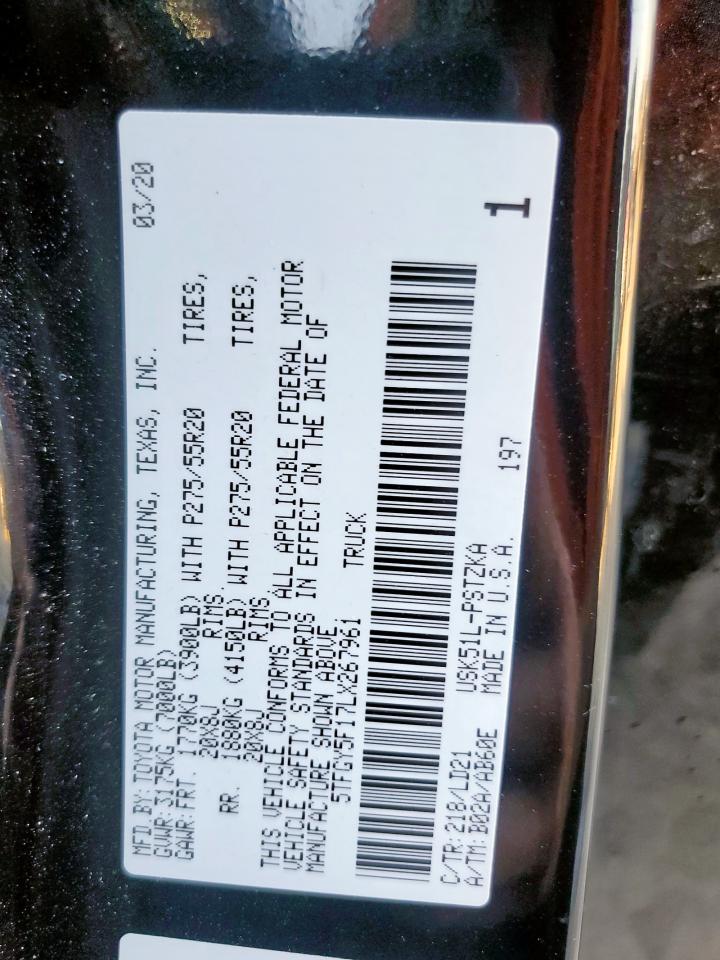 MFD.BY:TOYOTA MOTOR MANUFACTURING, TEXAS, INC. 03/20
GVWR:3175KG(7000LB)
GAWR:FRT. 1770KG(3900LB)WITH P275/55R20 TIRES,
20X8J RIMS.
RR. 1880KG(4150LB)WITH P275/55R20 TIRES,
20X8J RIMS.
THIS VEHICLE CONFORMS TO ALL APPLICABLE FEDERAL MOTOR
VEHICLE SAFETY STANDARDS IN EFFECT ON THE DATE OF
MANUFACTURE SHOWN ABOVE
5TFGY5F17LX267961 TRUCK
C/TR:218/LD21 USK51L-PSTZKA 197
A/TM:B02A/AB60E MADE IN U.S.A. 1